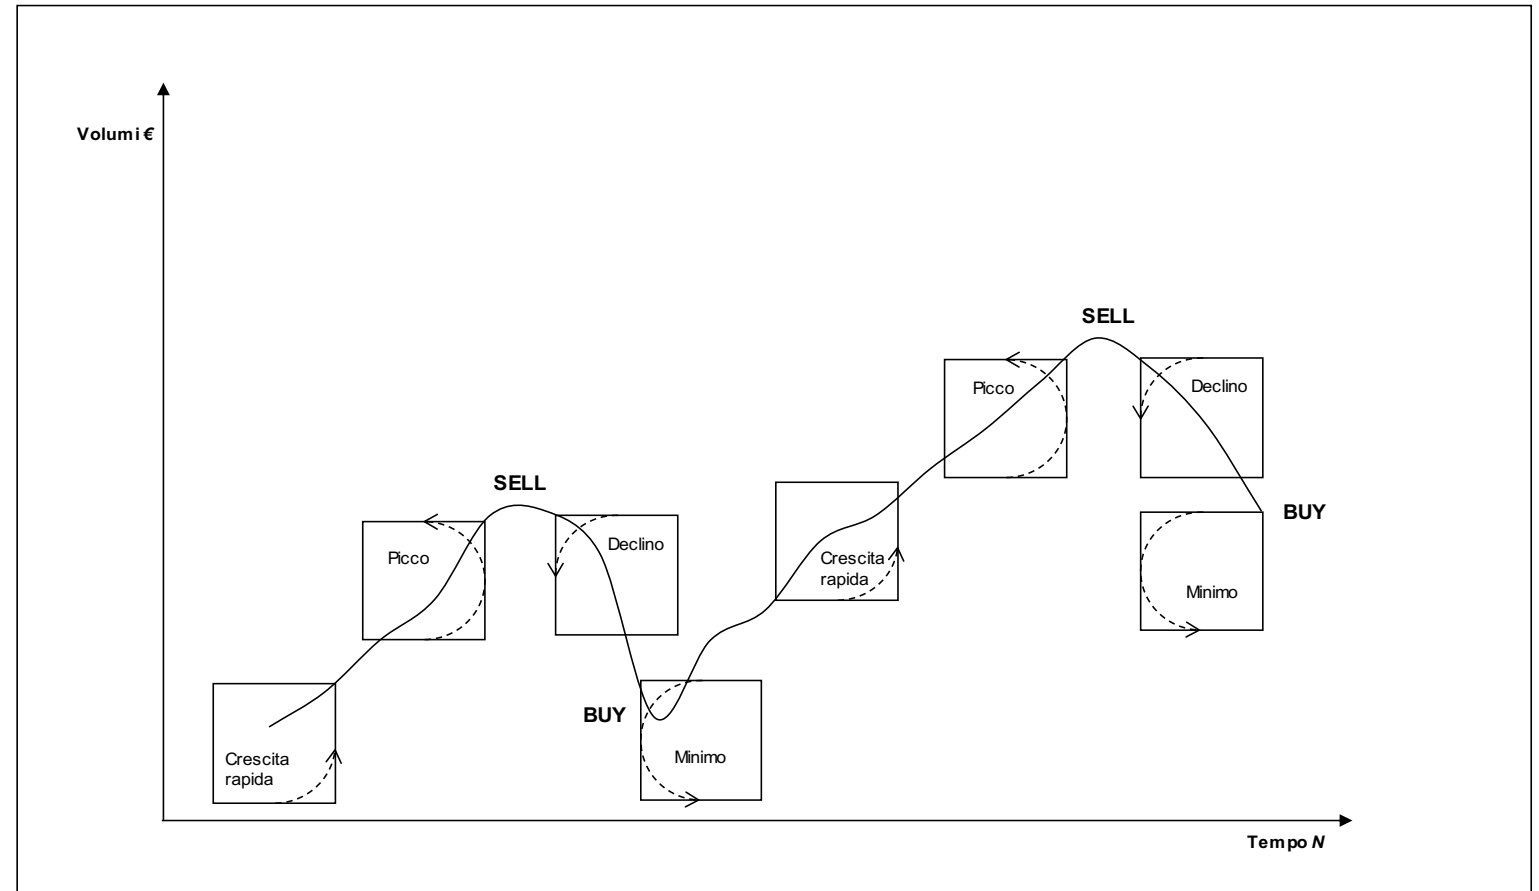 Volumi €
SELL
Picco
Declino
BUY
Minimo
SELL
Crescita
rapida
Picco
Declino
BUY
Minimo
Crescita
rapida
Tempo N